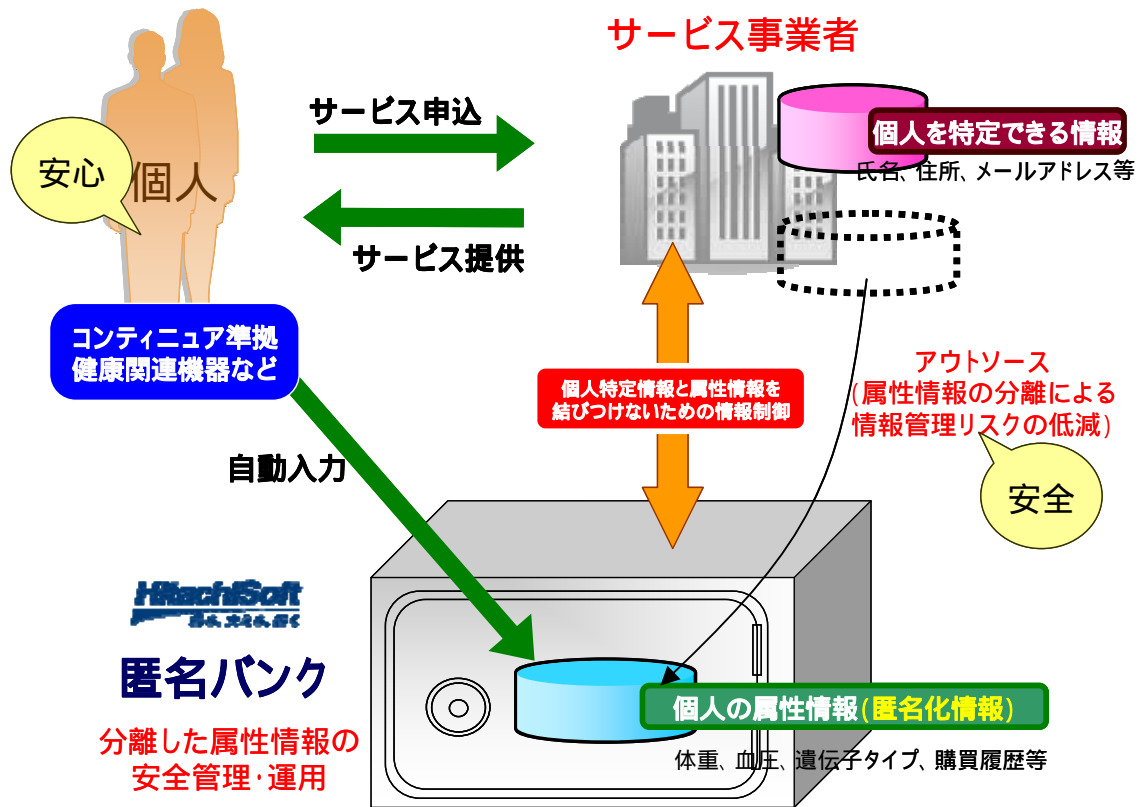 サービス事業者
サービス申込
個人を特定できる情報
氏名、住所、メールアドレス等
安心
個人
サービス提供
コンティニュア準拠
健康関連機器など
個人特定情報と属性情報を
結びつけないための情報制御
アウトソース
(属性情報の分離による
情報管理リスクの低減)
安全
自動入力
HitachiSoft
匿名バンク
分離した属性情報の
安全管理・運用
個人の属性情報(匿名化情報)
体重、血圧、遺伝子タイプ、購買履歴等